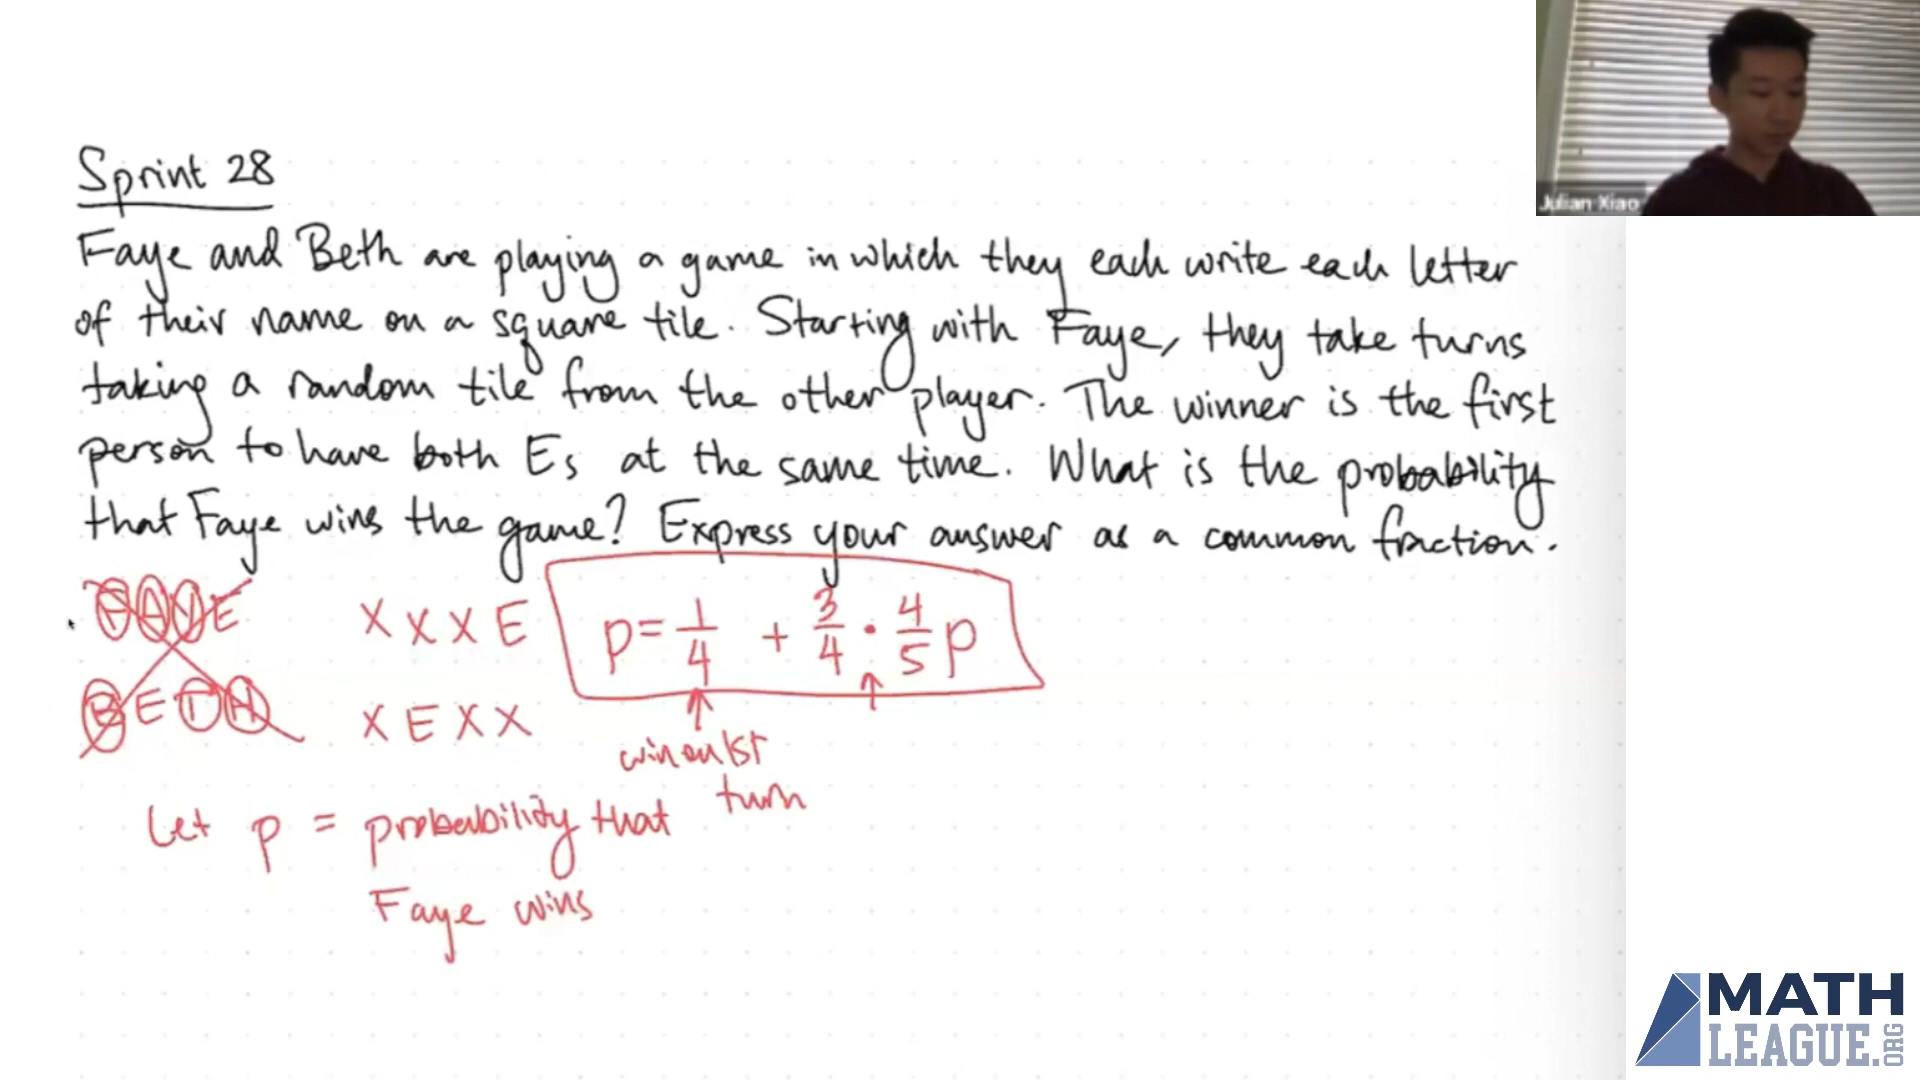 Julian Xiao
Sprint 28
Faye and Beth are playing a game in which they each write each letter
of their name on a square tile. Starting with Faye, they take turns
taking a random tile from the other player. The winner is the first
person to have both Es at the same time. What is the probability
that Faye wins the game? Express your answer as a common fraction.
FAYE
XXXE
p = 1/4 + 3/4 · 4/5 p
BETH
XEXX
win on 1st
turn
Let p = probability that
Faye wins
MATH
LEAGUE.ORG